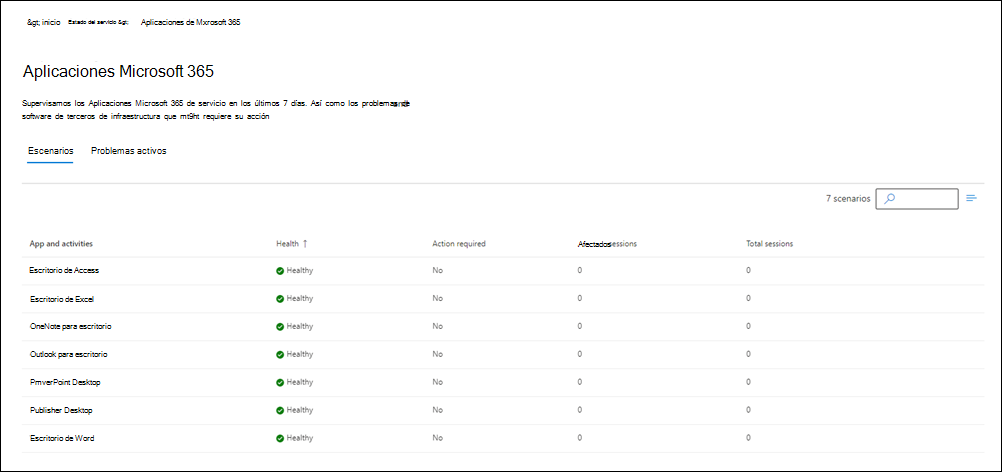 &gt; inicio Estado del servicio &gt; Aplicaciones de Mxrosoft 365
Aplicaciones Microsoft 365
Supervisamos los Aplicaciones Microsoft 365 de servicio en los últimos 7 días. Así como los problemas de
software de terceros de infraestructura que mt9ht requiere su acción
Escenarios Problemas activos
7 scenarios
App and activities Health ↑ Action required Afectados sessions Total sessions
Escritorio de Access Healthy No 0 0
Escritorio de Excel Healthy No 0 0
OneNote para escritorio Healthy No 0 0
Outlook para escritorio Healthy No 0 0
PmverPoint Desktop Healthy No 0 0
Publisher Desktop Healthy No 0 0
Escritorio de Word Healthy No 0 0